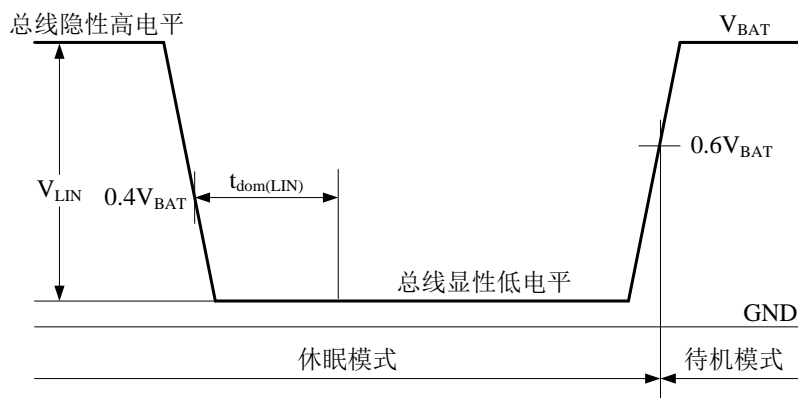 总线隐性高电平
V_BAT
0.6V_BAT
t_dom(LIN)
V_LIN
0.4V_BAT
总线显性低电平
GND
休眠模式
待机模式